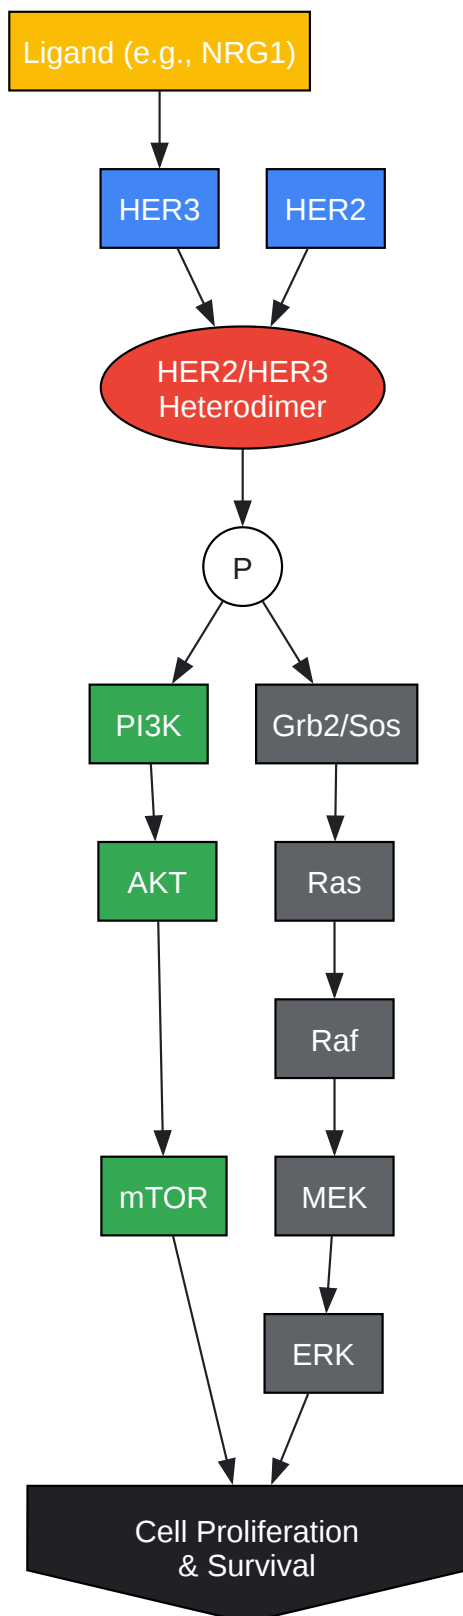 Ligand (e.g., NRG1)
HER3
HER2
HER2/HER3
Heterodimer
P
PI3K
Grb2/Sos
AKT
Ras
Raf
mTOR
MEK
ERK
Cell Proliferation
& Survival